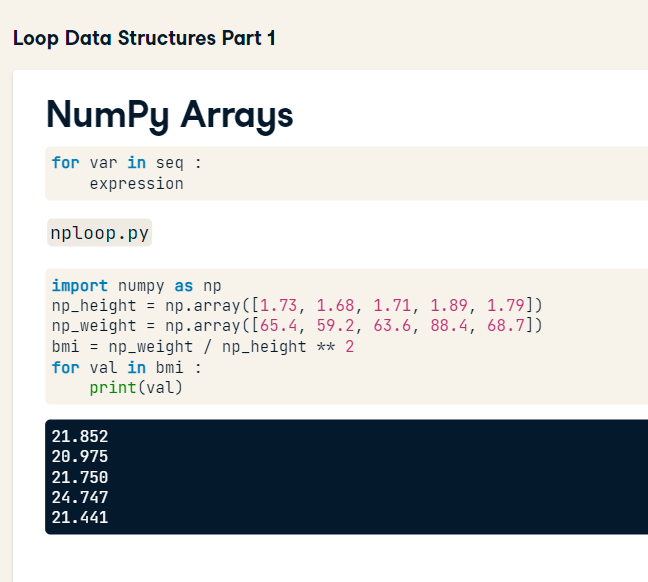 Loop Data Structures Part 1
NumPy Arrays
for var in seq :
    expression
nploop.py
import numpy as np
np_height = np.array([1.73, 1.68, 1.71, 1.89, 1.79])
np_weight = np.array([65.4, 59.2, 63.6, 88.4, 68.7])
bmi = np_weight / np_height ** 2
for val in bmi :
    print(val)
21.852
20.975
21.750
24.747
21.441